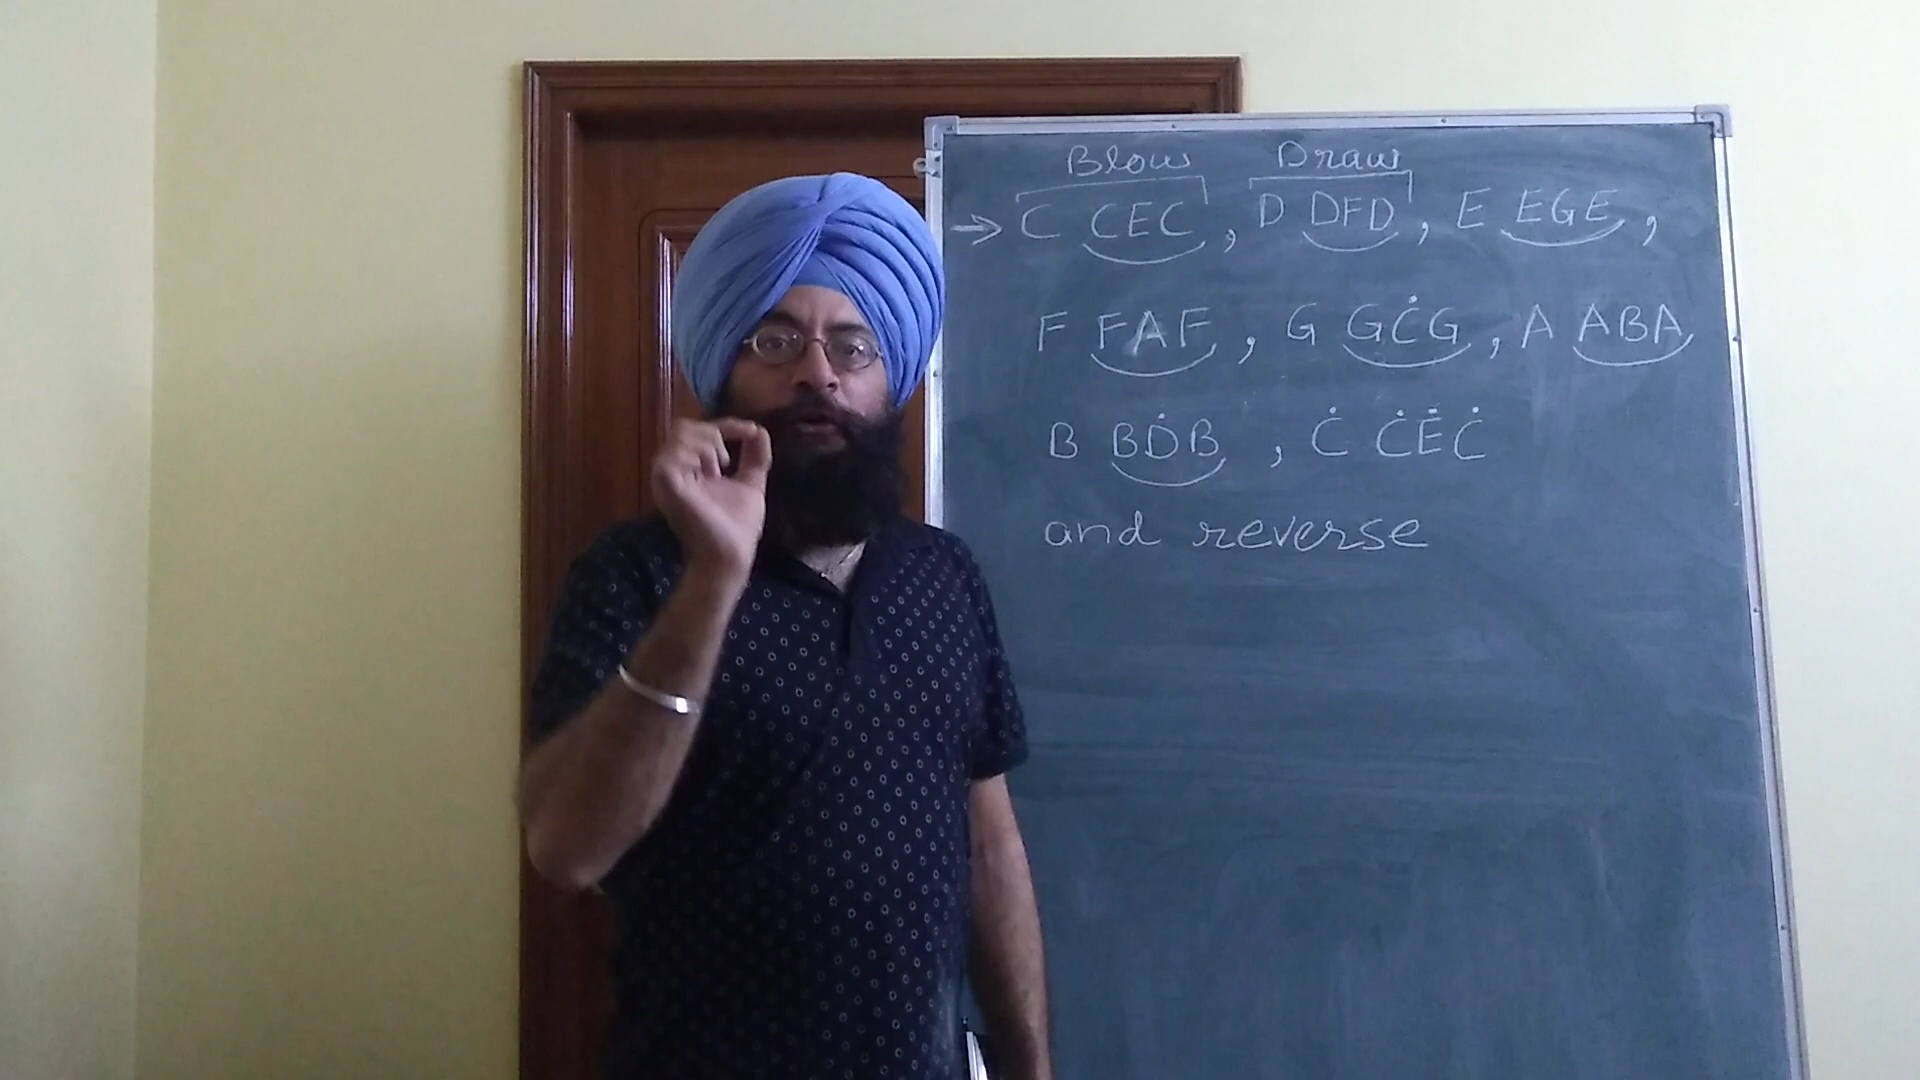 Blow Draw
→ C CEC, D DFD, E EGE,
F FAF, G GĊG, A ABA
B BḊB, Ċ ĊĖĊ
and reverse